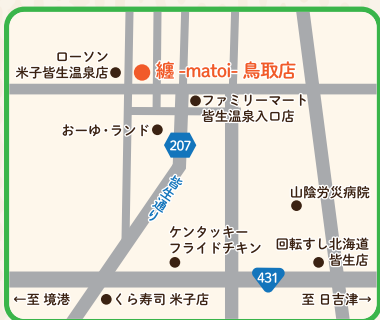 ローソン
米子皆生温泉店
纏 -matoi- 鳥取店
ファミリーマート
皆生温泉入口店
おーゆ・ランド
207
皆生通り
山陰労災病院
ケンタッキー
フライドチキン
回転すし北海道
皆生店
431
←至 境港
くら寿司 米子店
至 日吉津→